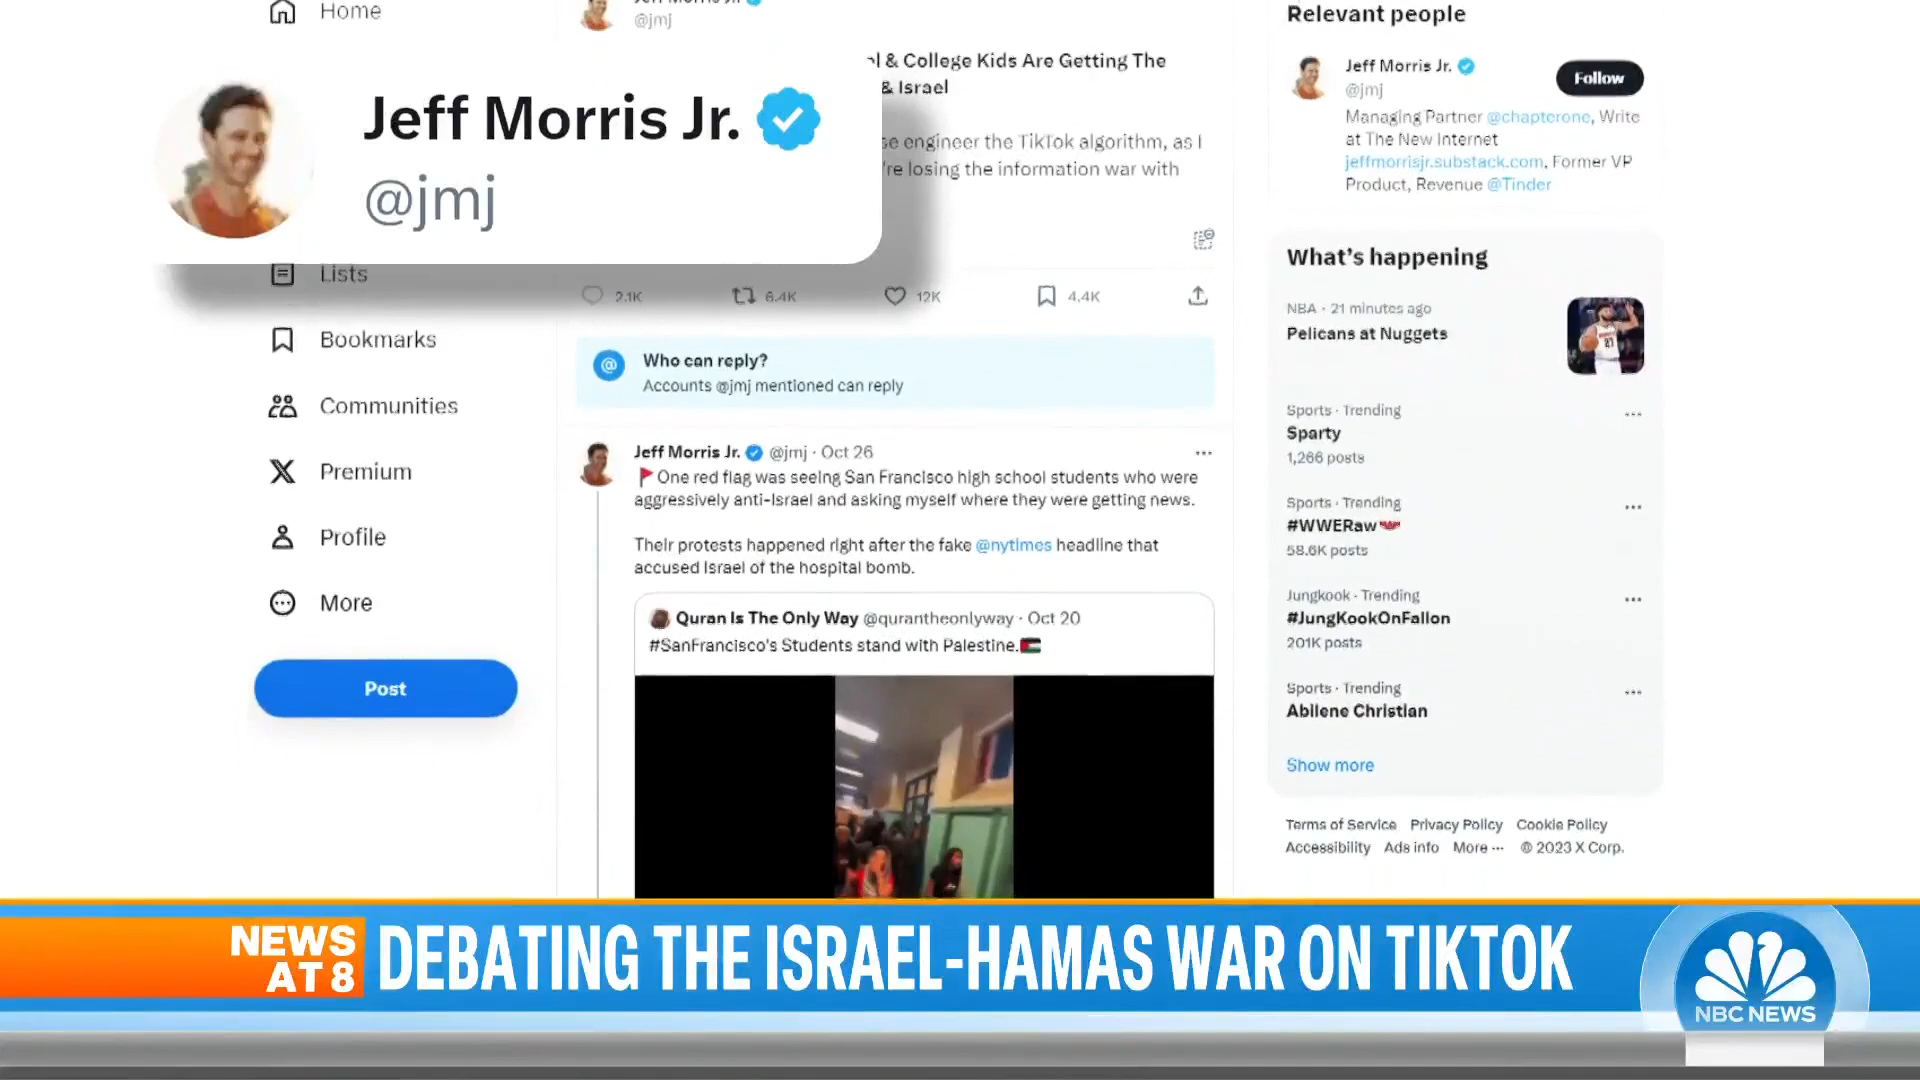 Home
Jeff Morris Jr.
@jmj
Lists
Bookmarks
Communities
Premium
Profile
More
Post
@jmj
& College Kids Are Getting The
& Israel
se engineer the TikTok algorithm, as I
're losing the information war with
2.1K 6.4K 12K 4.4K
Who can reply?
Accounts @jmj mentioned can reply
Jeff Morris Jr. @jmj · Oct 26
One red flag was seeing San Francisco high school students who were
aggressively anti-Israel and asking myself where they were getting news.
Their protests happened right after the fake @nytimes headline that
accused Israel of the hospital bomb.
Quran Is The Only Way @qurantheonlyway · Oct 20
#SanFrancisco's Students stand with Palestine.
Relevant people
Jeff Morris Jr.
@jmj
Follow
Managing Partner @chapterone, Write
at The New Internet
jeffmorrisjr.substack.com, Former VP
Product, Revenue @Tinder
What's happening
NBA · 21 minutes ago
Pelicans at Nuggets
Sports · Trending
Sparty
1,266 posts
Sports · Trending
#WWERaw
58.6K posts
Jungkook · Trending
#JungKookOnFallon
201K posts
Sports · Trending
Abilene Christian
Show more
Terms of Service Privacy Policy Cookie Policy
Accessibility Ads info More ··· © 2023 X Corp.
NEWS
AT 8
DEBATING THE ISRAEL-HAMAS WAR ON TIKTOK
NBC NEWS